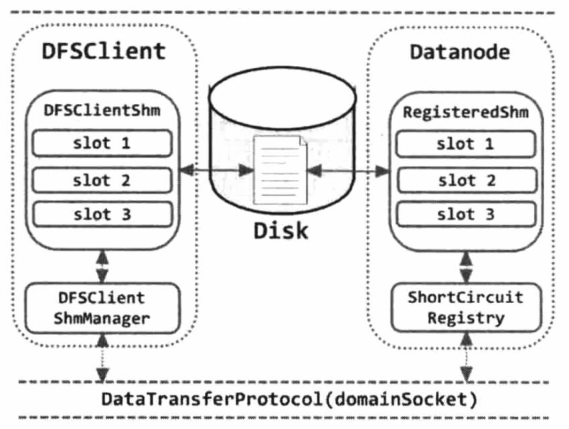 DFSClient
Datanode
DFSClientShm
slot 1
slot 2
slot 3
RegisteredShm
slot 1
slot 2
slot 3
Disk
DFSClient
ShmManager
ShortCircuit
Registry
DataTransferProtocol(domainSocket)